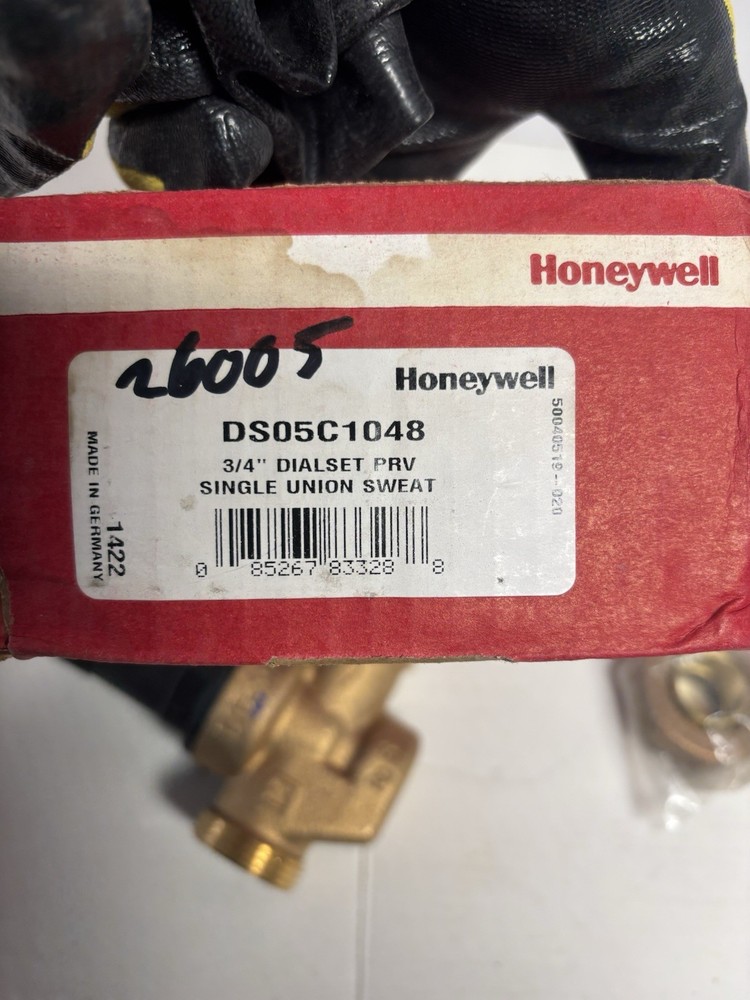 Honeywell
26005
Honeywell
DS05C1048
3/4" DIALSET PRV
SINGLE UNION SWEAT
0 85267 83328 8
MADE IN GERMANY
1422
50040519-020